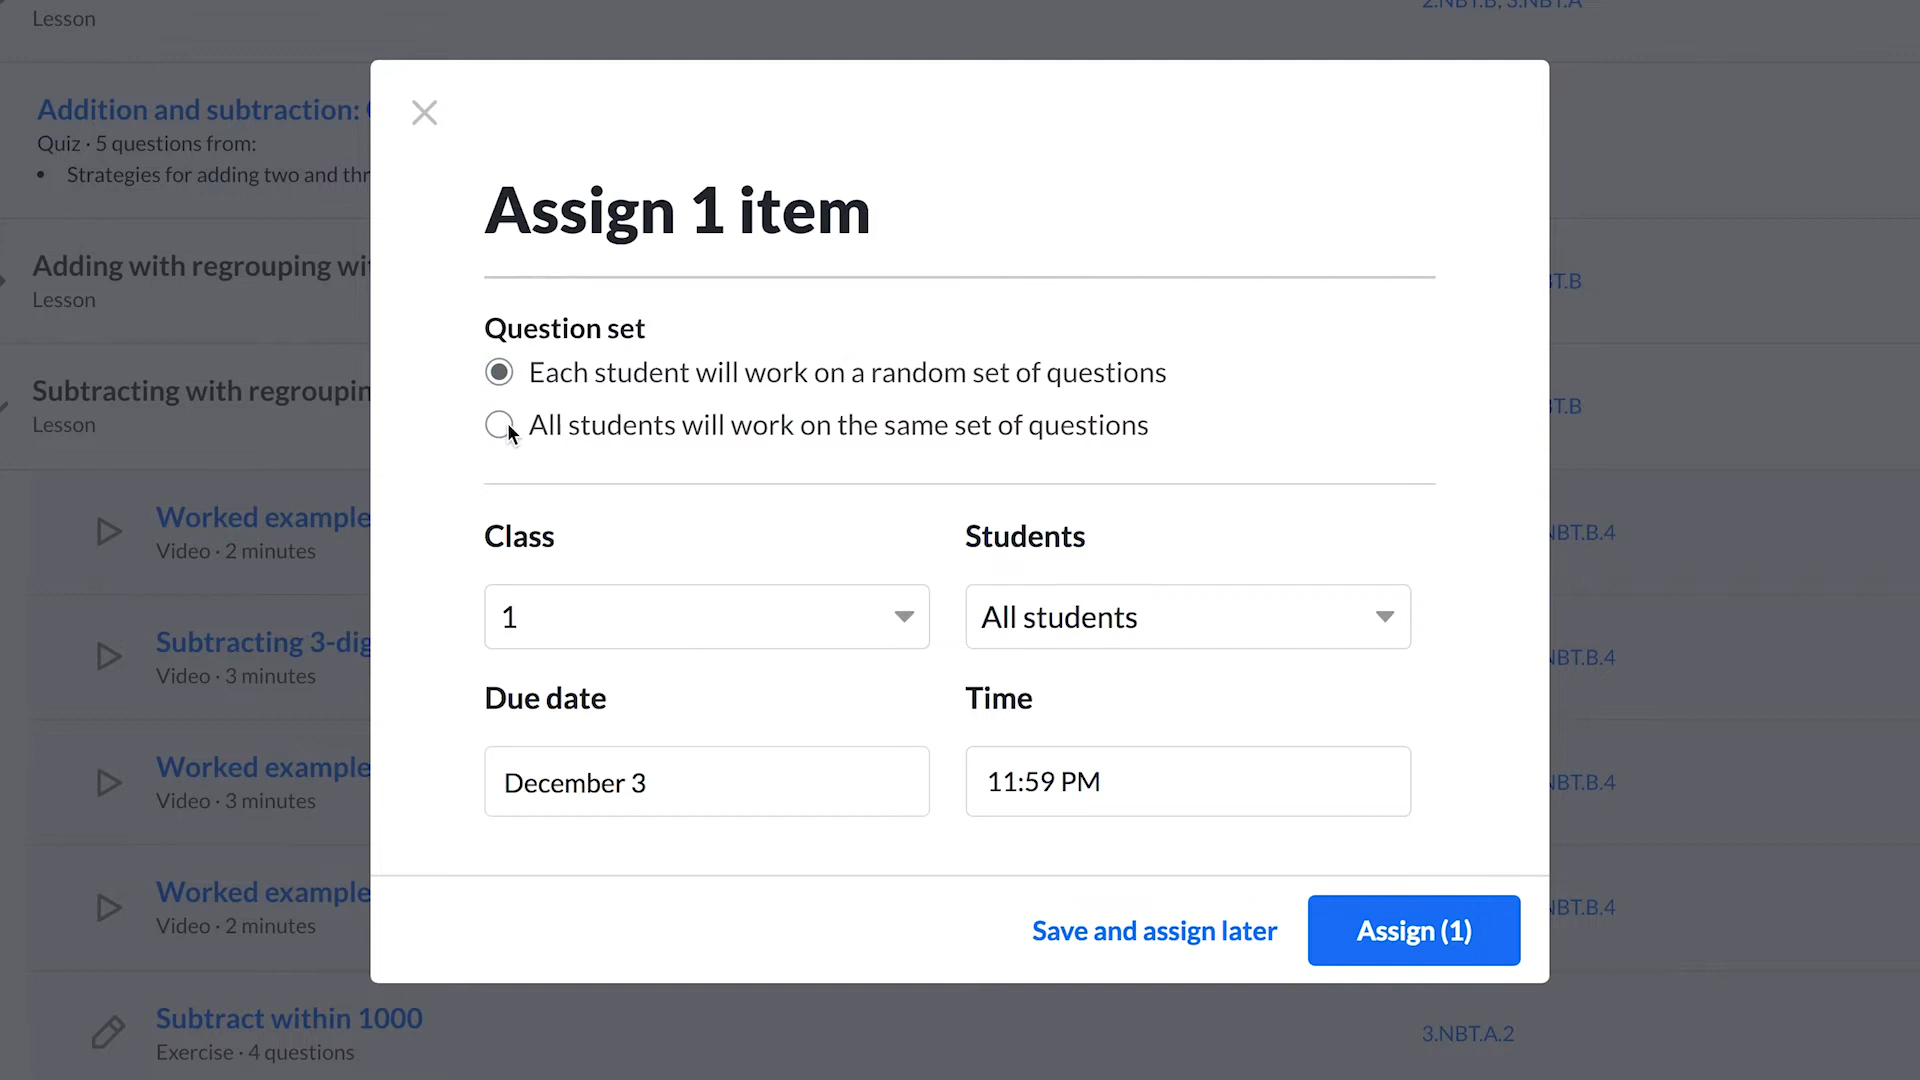 Lesson
Addition and subtraction:
Quiz · 5 questions from:
• Strategies for adding two and thr
Adding with regrouping wi
Lesson
Subtracting with regroupin
Lesson
Worked example
Video · 2 minutes
Subtracting 3-dig
Video · 3 minutes
Worked example
Video · 3 minutes
Worked example
Video · 2 minutes
Subtract within 1000
Exercise · 4 questions
Assign 1 item
Question set
Each student will work on a random set of questions
All students will work on the same set of questions
Class
Students
1
All students
Due date
Time
December 3
11:59 PM
Save and assign later
Assign (1)
2.NBT.B, 3.NBT.A
BT.B
BT.B
NBT.B.4
NBT.B.4
NBT.B.4
NBT.B.4
3.NBT.A.2